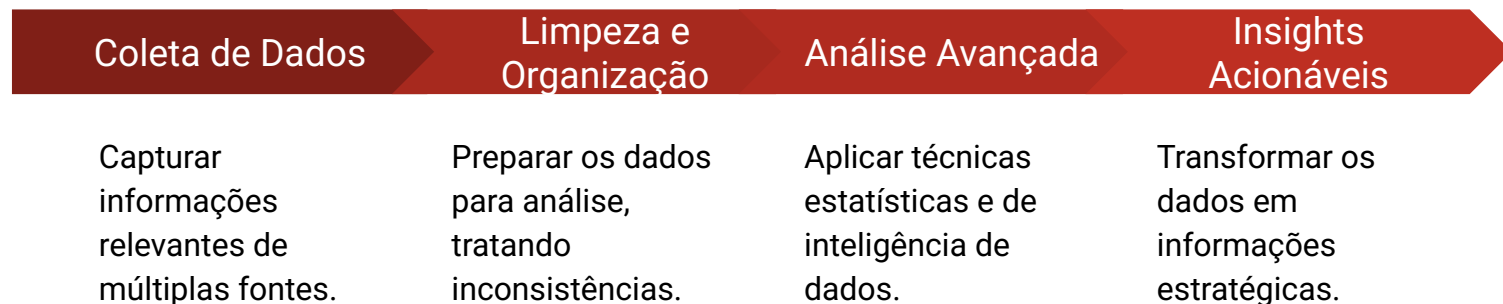 Coleta de Dados
Limpeza e
Organização
Análise Avançada
Insights
Acionáveis
Capturar
informações
relevantes de
múltiplas fontes.
Preparar os dados
para análise,
tratando
inconsistências.
Aplicar técnicas
estatísticas e de
inteligência de
dados.
Transformar os
dados em
informações
estratégicas.